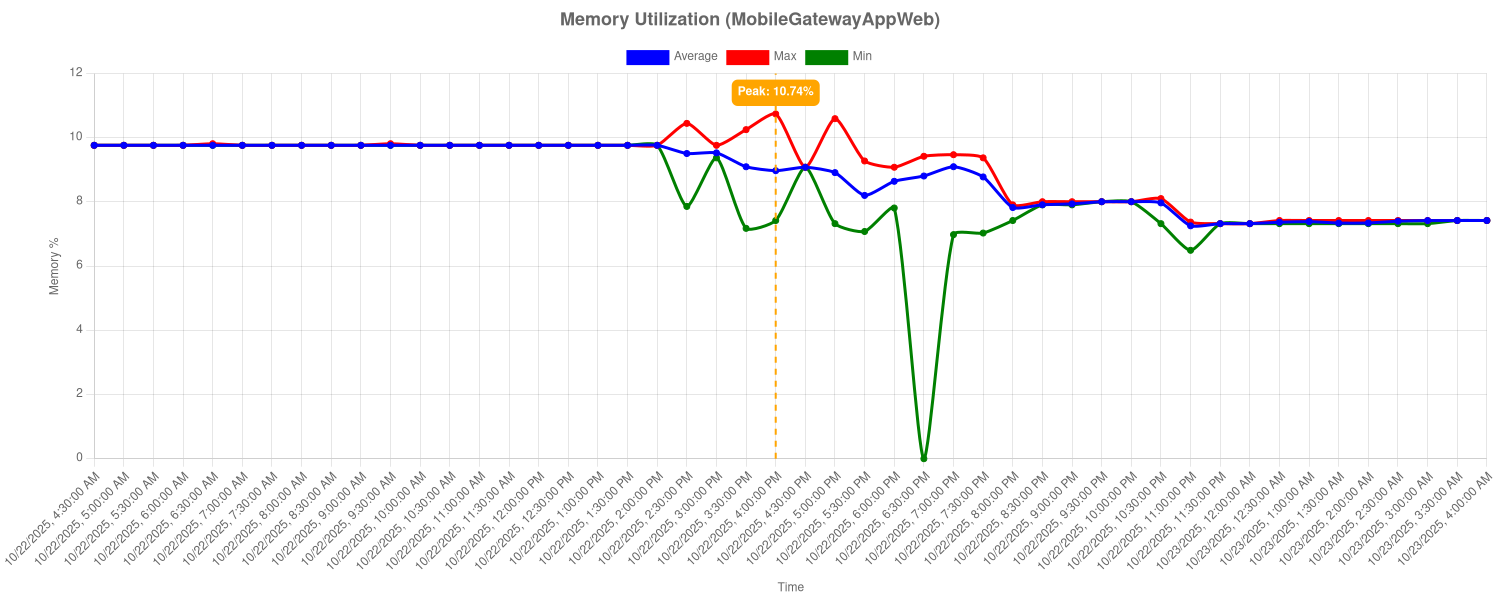 Memory Utilization (MobileGatewayAppWeb)
Average Max Min
Peak: 10.74%
12
10
8
6
4
2
0
Memory %
10/22/2025, 4:30:00 AM
10/22/2025, 5:00:00 AM
10/22/2025, 5:30:00 AM
10/22/2025, 6:00:00 AM
10/22/2025, 6:30:00 AM
10/22/2025, 7:00:00 AM
10/22/2025, 7:30:00 AM
10/22/2025, 8:00:00 AM
10/22/2025, 8:30:00 AM
10/22/2025, 9:00:00 AM
10/22/2025, 9:30:00 AM
10/22/2025, 10:00:00 AM
10/22/2025, 10:30:00 AM
10/22/2025, 11:00:00 AM
10/22/2025, 11:30:00 AM
10/22/2025, 12:00:00 PM
10/22/2025, 12:30:00 PM
10/22/2025, 1:00:00 PM
10/22/2025, 1:30:00 PM
10/22/2025, 2:00:00 PM
10/22/2025, 2:30:00 PM
10/22/2025, 3:00:00 PM
10/22/2025, 3:30:00 PM
10/22/2025, 4:00:00 PM
10/22/2025, 4:30:00 PM
10/22/2025, 5:00:00 PM
10/22/2025, 5:30:00 PM
10/22/2025, 6:00:00 PM
10/22/2025, 6:30:00 PM
10/22/2025, 7:00:00 PM
10/22/2025, 7:30:00 PM
10/22/2025, 8:00:00 PM
10/22/2025, 8:30:00 PM
10/22/2025, 9:00:00 PM
10/22/2025, 9:30:00 PM
10/22/2025, 10:00:00 PM
10/22/2025, 10:30:00 PM
10/22/2025, 11:00:00 PM
10/22/2025, 11:30:00 PM
10/23/2025, 12:00:00 AM
10/23/2025, 12:30:00 AM
10/23/2025, 1:00:00 AM
10/23/2025, 1:30:00 AM
10/23/2025, 2:00:00 AM
10/23/2025, 2:30:00 AM
10/23/2025, 3:00:00 AM
10/23/2025, 3:30:00 AM
10/23/2025, 4:00:00 AM
Time